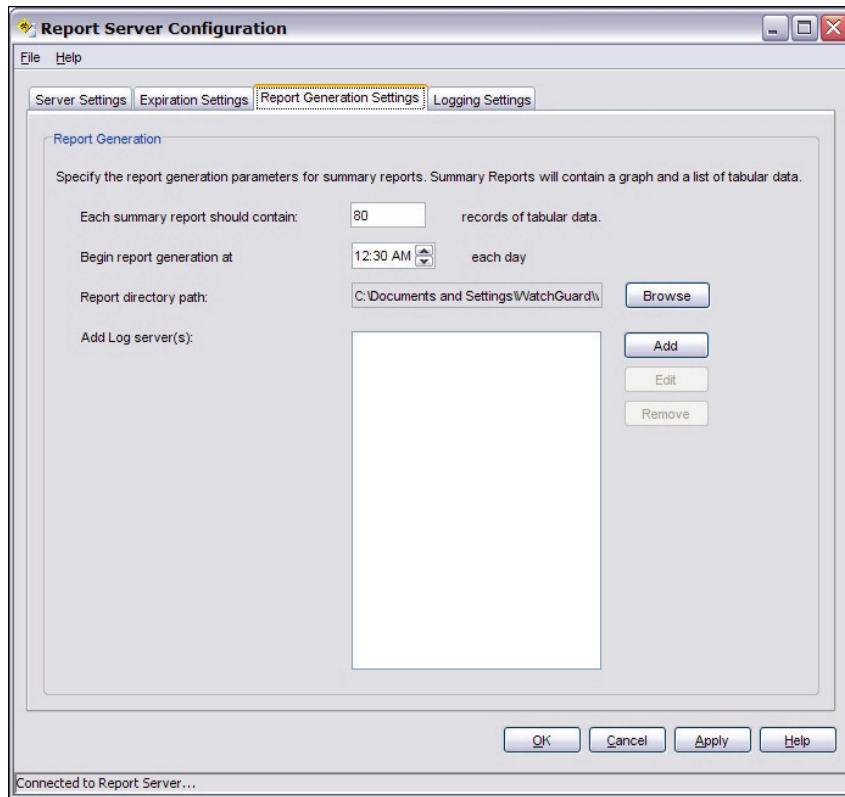 Report Server Configuration
File Help
Server Settings Expiration Settings Report Generation Settings Logging Settings
Report Generation
Specify the report generation parameters for summary reports. Summary Reports will contain a graph and a list of tabular data.
Each summary report should contain: 80 records of tabular data.
Begin report generation at 12:30 AM each day
Report directory path: C:\Documents and Settings\WatchGuard\ Browse
Add Log server(s): Add
Edit
Remove
OK Cancel Apply Help
Connected to Report Server...